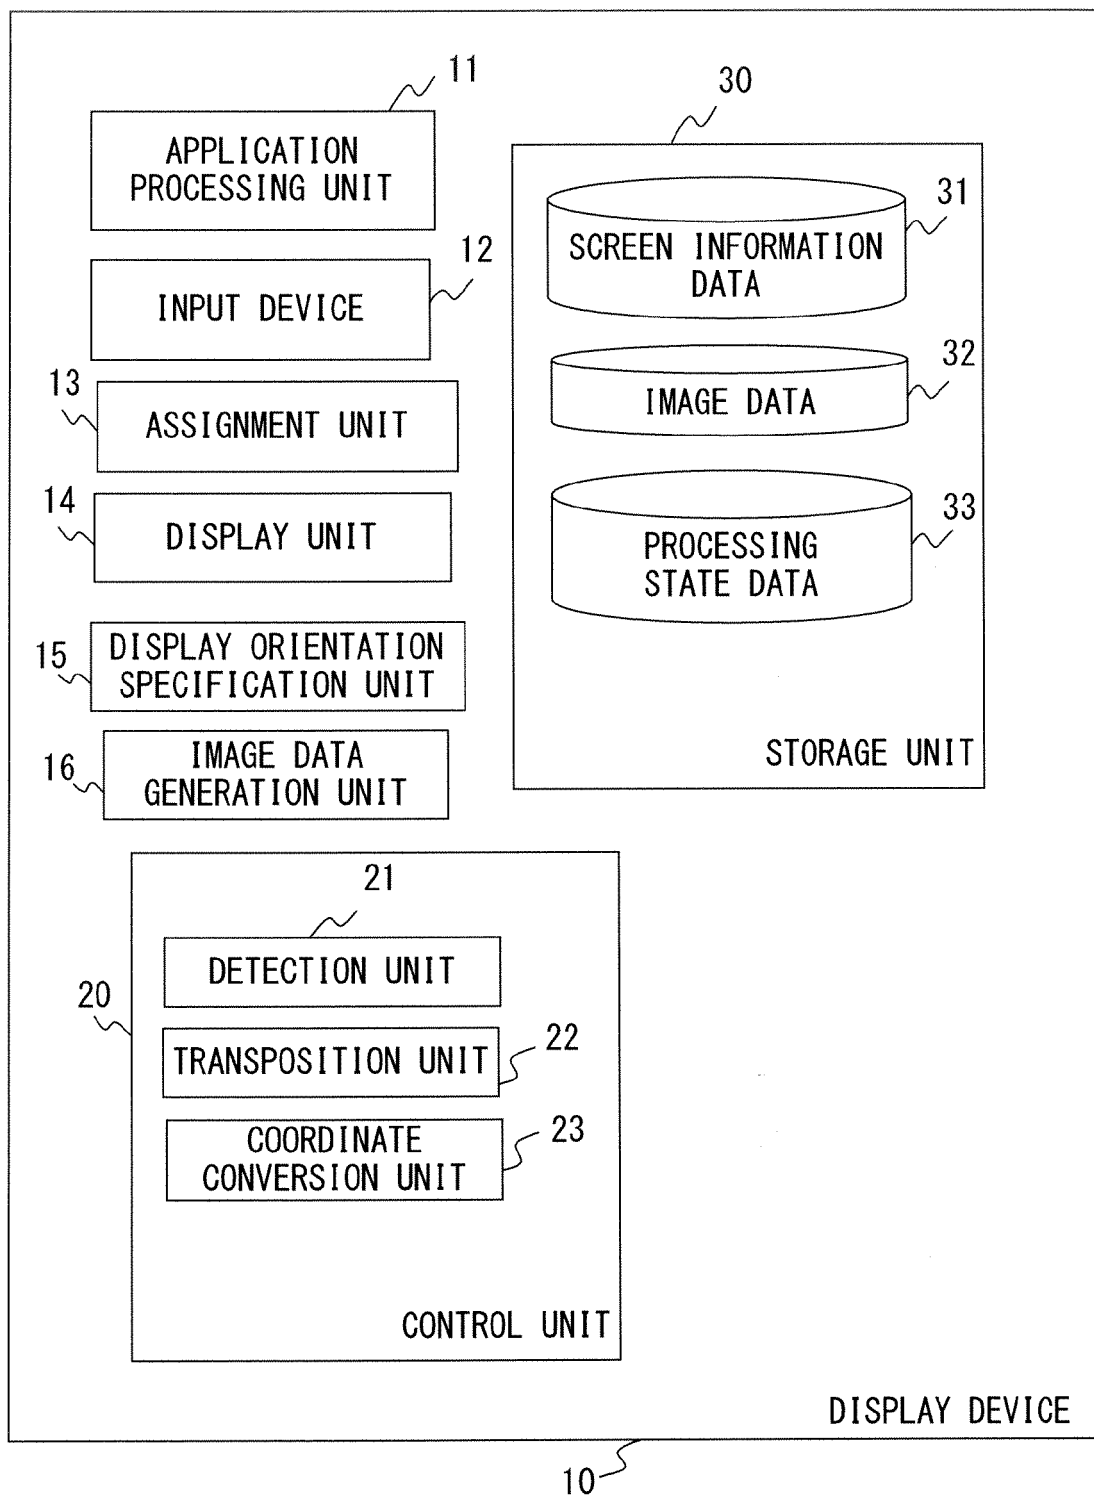 11
APPLICATION
PROCESSING UNIT
12
INPUT DEVICE
13
ASSIGNMENT UNIT
14
DISPLAY UNIT
15
DISPLAY ORIENTATION
SPECIFICATION UNIT
16
IMAGE DATA
GENERATION UNIT
30
31
SCREEN INFORMATION
DATA
32
IMAGE DATA
33
PROCESSING
STATE DATA
STORAGE UNIT
20
21
DETECTION UNIT
22
TRANSPOSITION UNIT
23
COORDINATE
CONVERSION UNIT
CONTROL UNIT
DISPLAY DEVICE
10